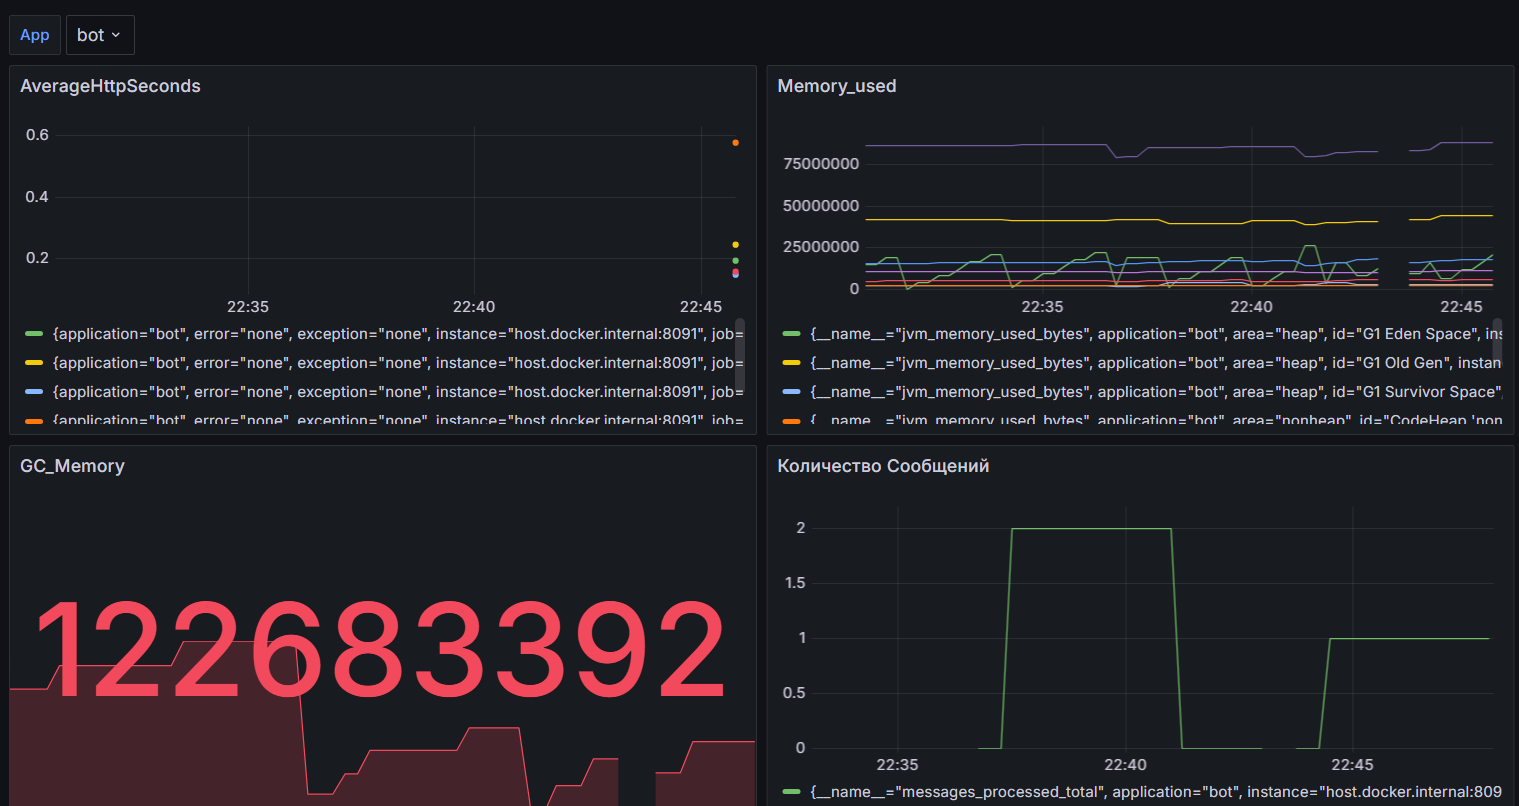 App bot
AverageHttpSeconds
0.6
0.4
0.2
22:35 22:40 22:45
{application="bot", error="none", exception="none", instance="host.docker.internal:8091", job=
{application="bot", error="none", exception="none", instance="host.docker.internal:8091", job=
{application="bot", error="none", exception="none", instance="host.docker.internal:8091", job=
{application="bot", error="none", exception="none", instance="host.docker.internal:8091", job=
Memory_used
75000000
50000000
25000000
0
22:35 22:40 22:45
{__name__="jvm_memory_used_bytes", application="bot", area="heap", id="G1 Eden Space", ins
{__name__="jvm_memory_used_bytes", application="bot", area="heap", id="G1 Old Gen", instan
{__name__="jvm_memory_used_bytes", application="bot", area="heap", id="G1 Survivor Space",
{__name__="jvm_memory_used_bytes", application="bot", area="nonheap", id="CodeHeap 'non
GC_Memory
122683392
Количество Сообщений
2
1.5
1
0.5
0
22:35 22:40 22:45
{__name__="messages_processed_total", application="bot", instance="host.docker.internal:809